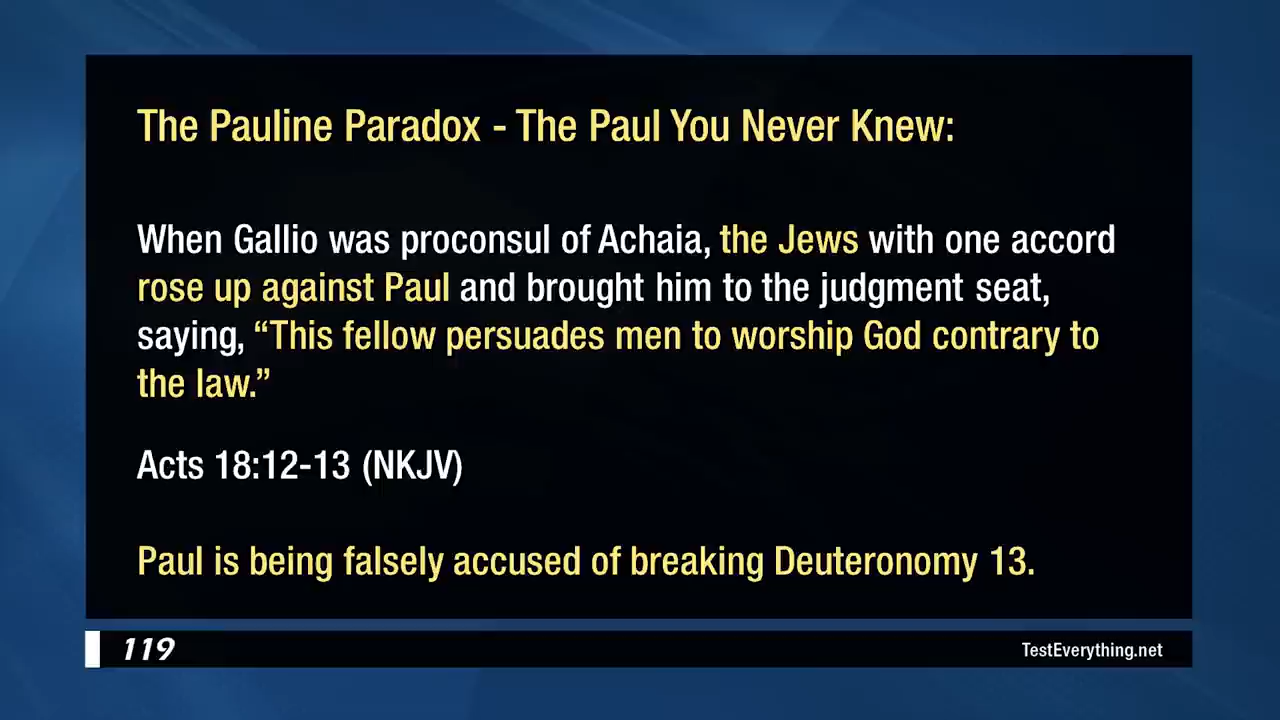 The Pauline Paradox - The Paul You Never Knew:
When Gallio was proconsul of Achaia, the Jews with one accord
rose up against Paul and brought him to the judgment seat,
saying, “This fellow persuades men to worship God contrary to
the law.”
Acts 18:12-13 (NKJV)
Paul is being falsely accused of breaking Deuteronomy 13.
119
TestEverything.net